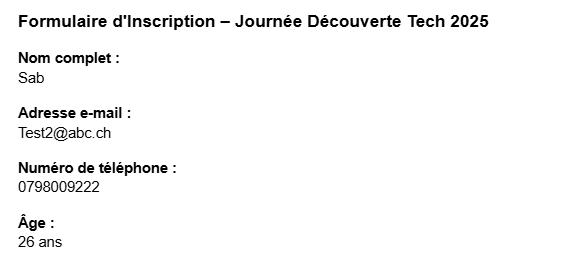 Formulaire d'Inscription – Journée Découverte Tech 2025
Nom complet :
Sab
Adresse e-mail :
Test2@abc.ch
Numéro de téléphone :
0798009222
Âge :
26 ans